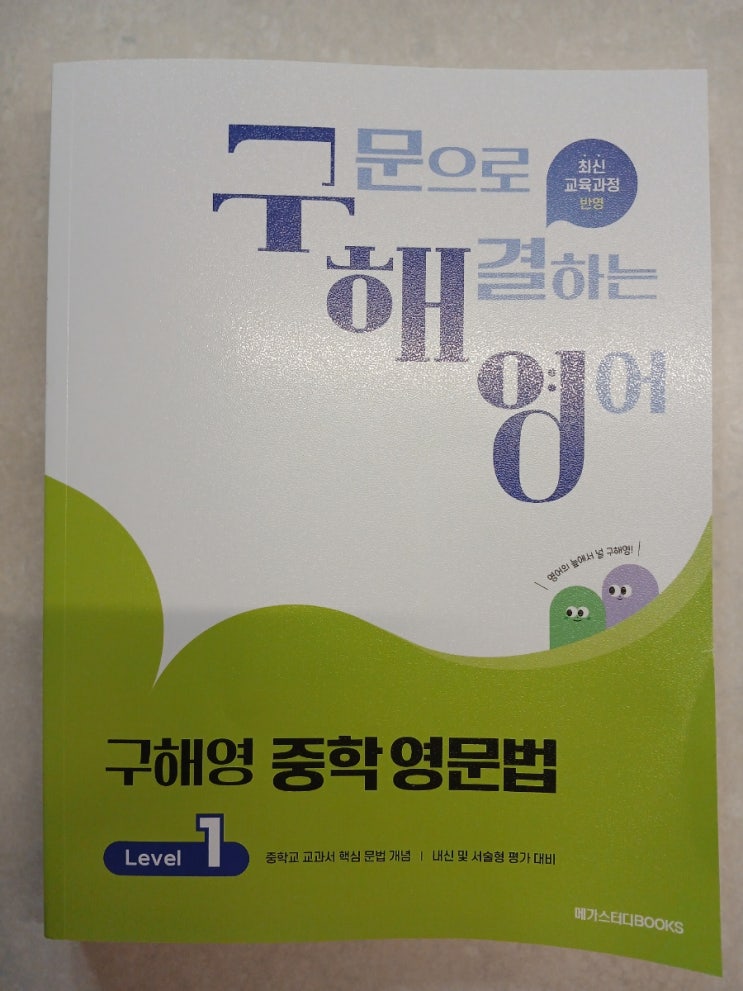 구문으로
해결하는
영어
최신
교육과정
반영
영어의 늪에서 널 구해영!
구해영 중학 영문법
Level 1
중학교 교과서 핵심 문법 개념 | 내신 및 서술형 평가 대비
메가스터디BOOKS